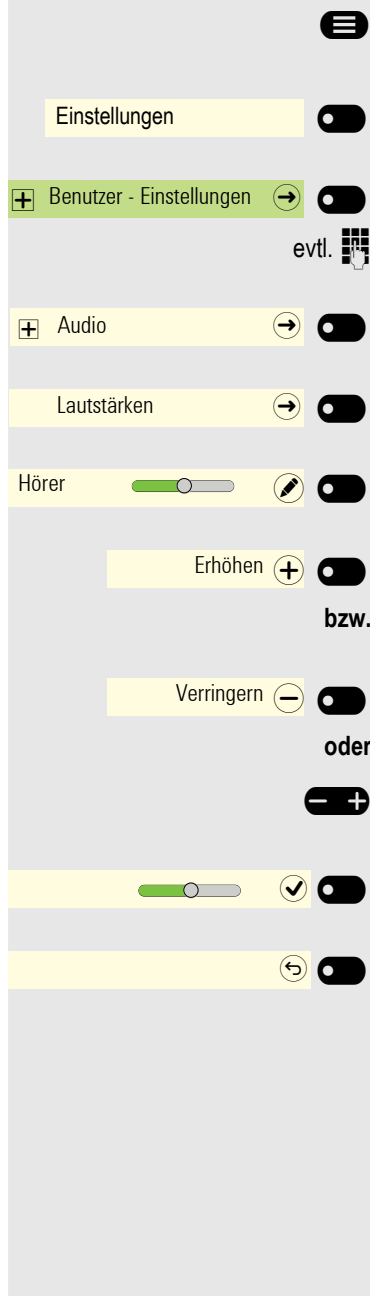 Einstellungen
Benutzer - Einstellungen
evtl.
Audio
Lautstärken
Hörer
Erhöhen
bzw.
Verringern
oder